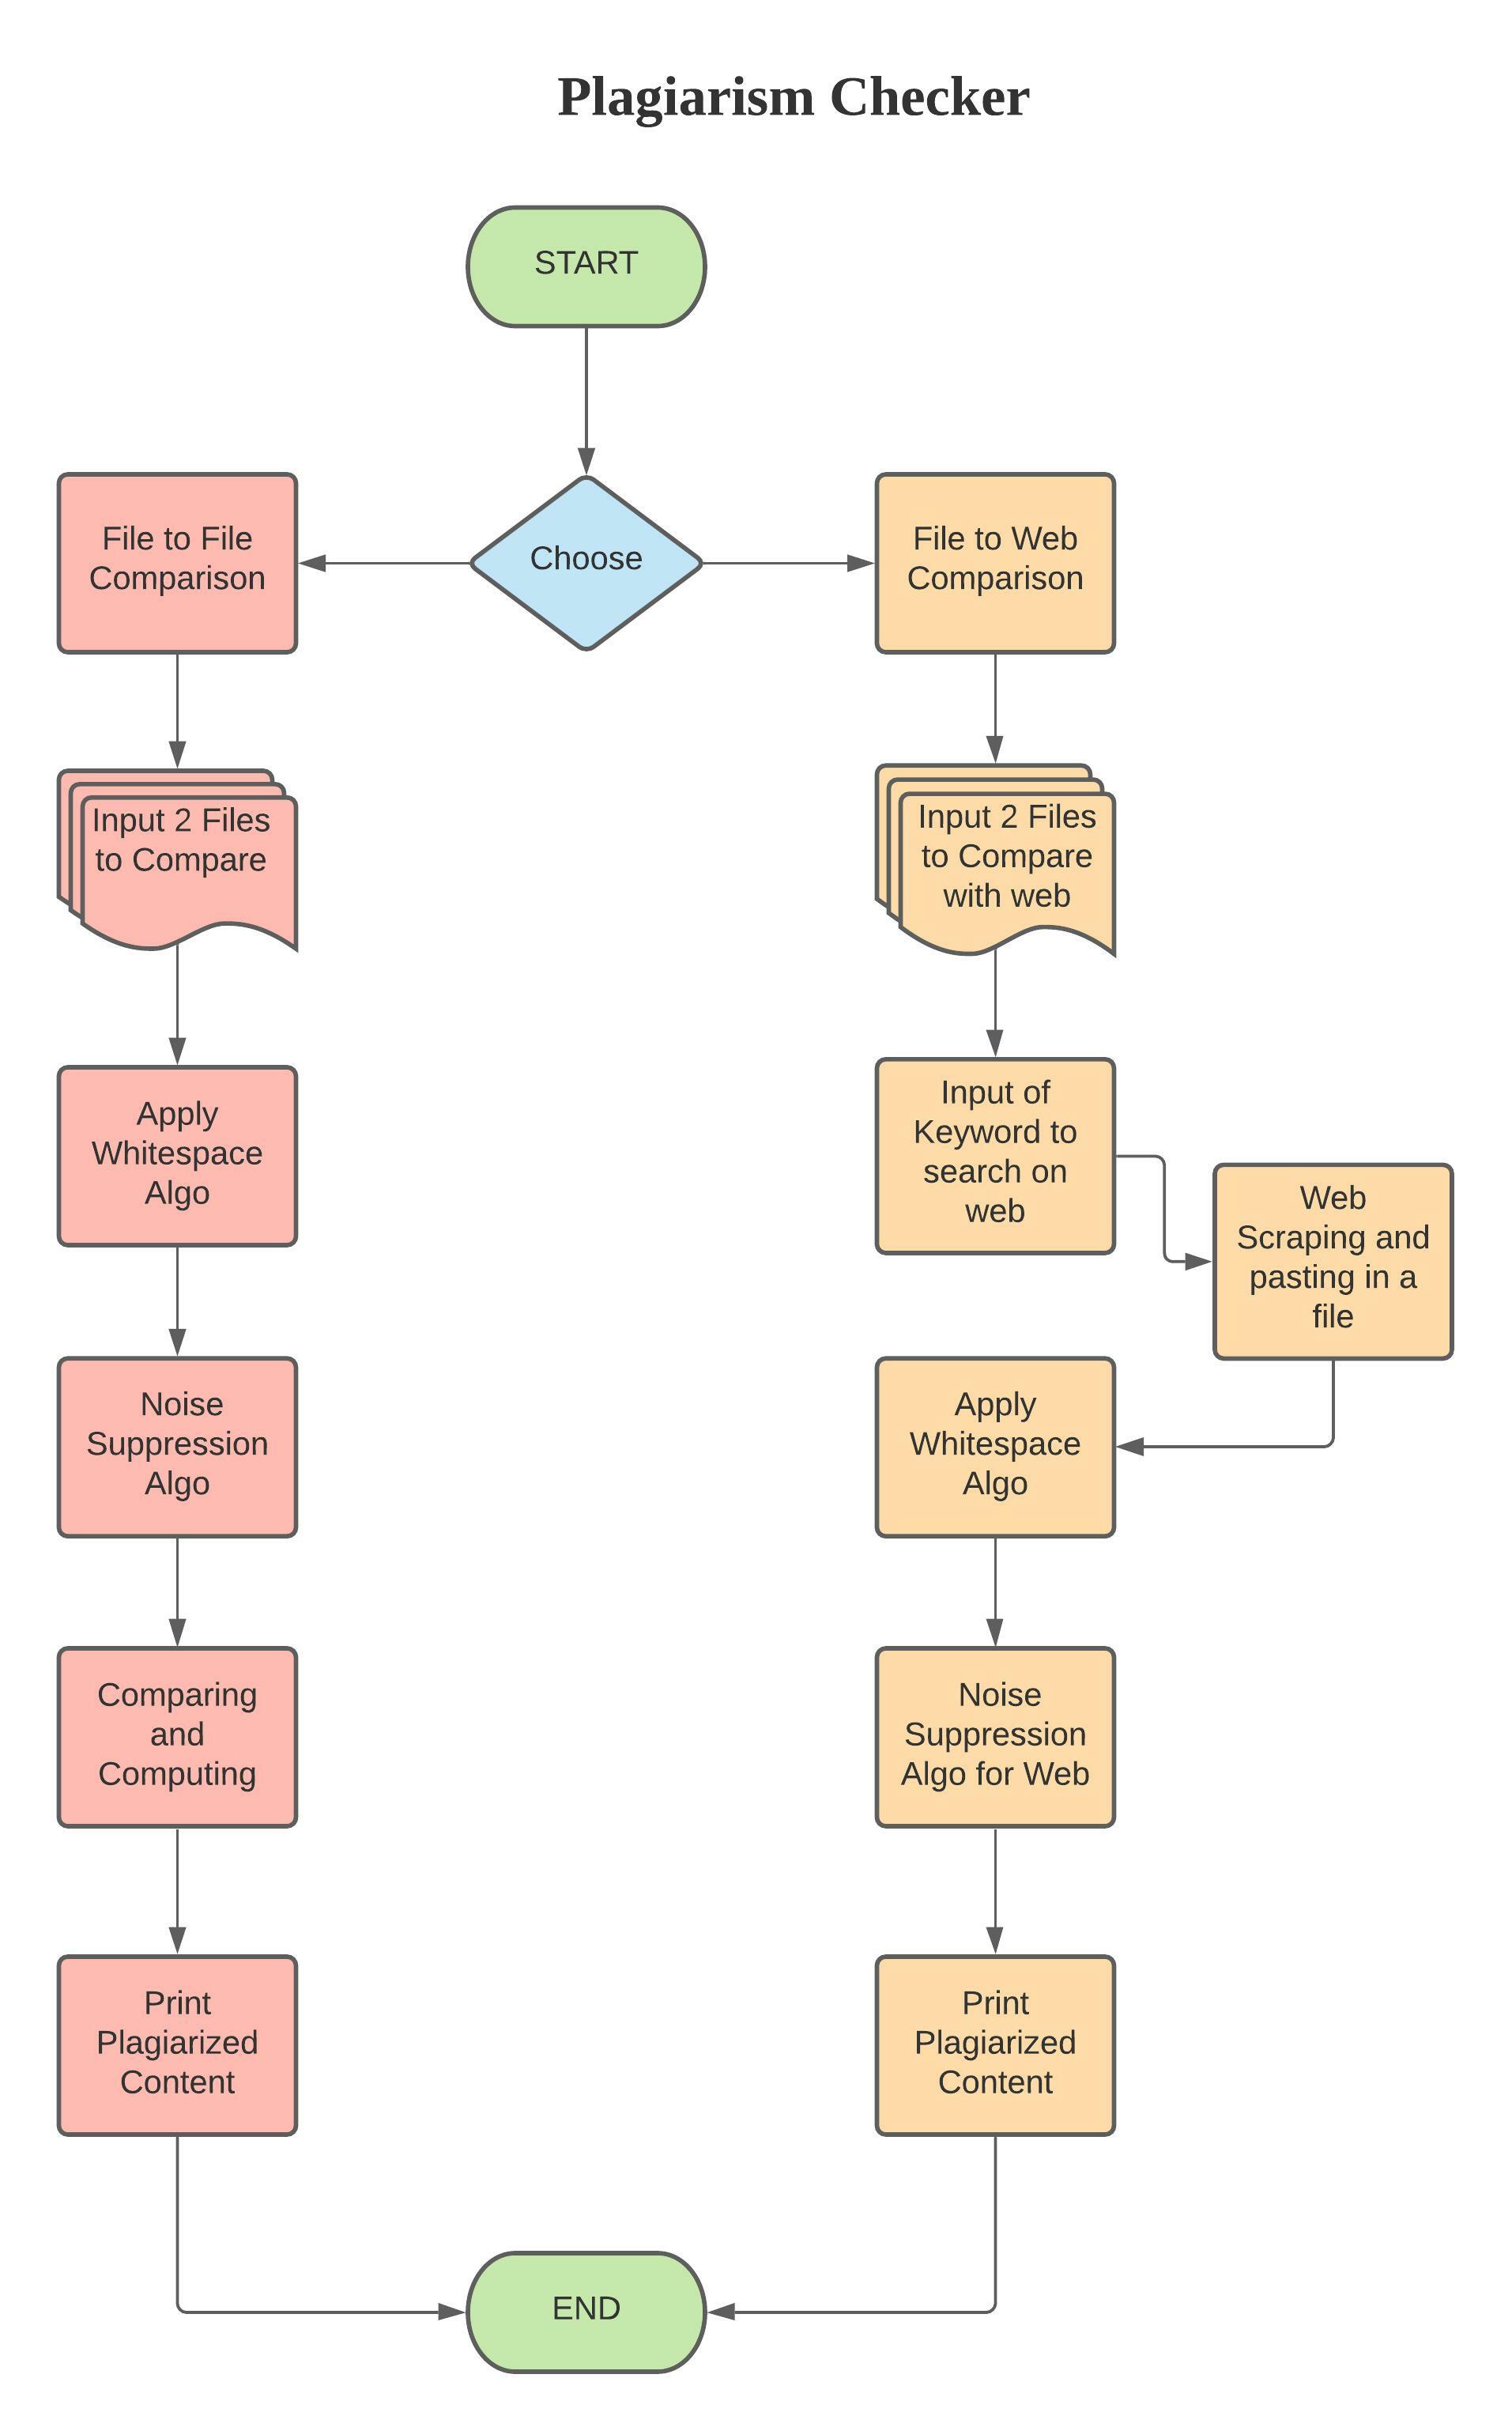 Plagiarism Checker
START
File to File
Comparison
Choose
File to Web
Comparison
Input 2 Files
to Compare
Input 2 Files
to Compare
with web
Apply
Whitespace
Algo
Input of
Keyword to
search on
web
Web
Scraping and
pasting in a
file
Noise
Suppression
Algo
Apply
Whitespace
Algo
Comparing
and
Computing
Noise
Suppression
Algo for Web
Print
Plagiarized
Content
Print
Plagiarized
Content
END